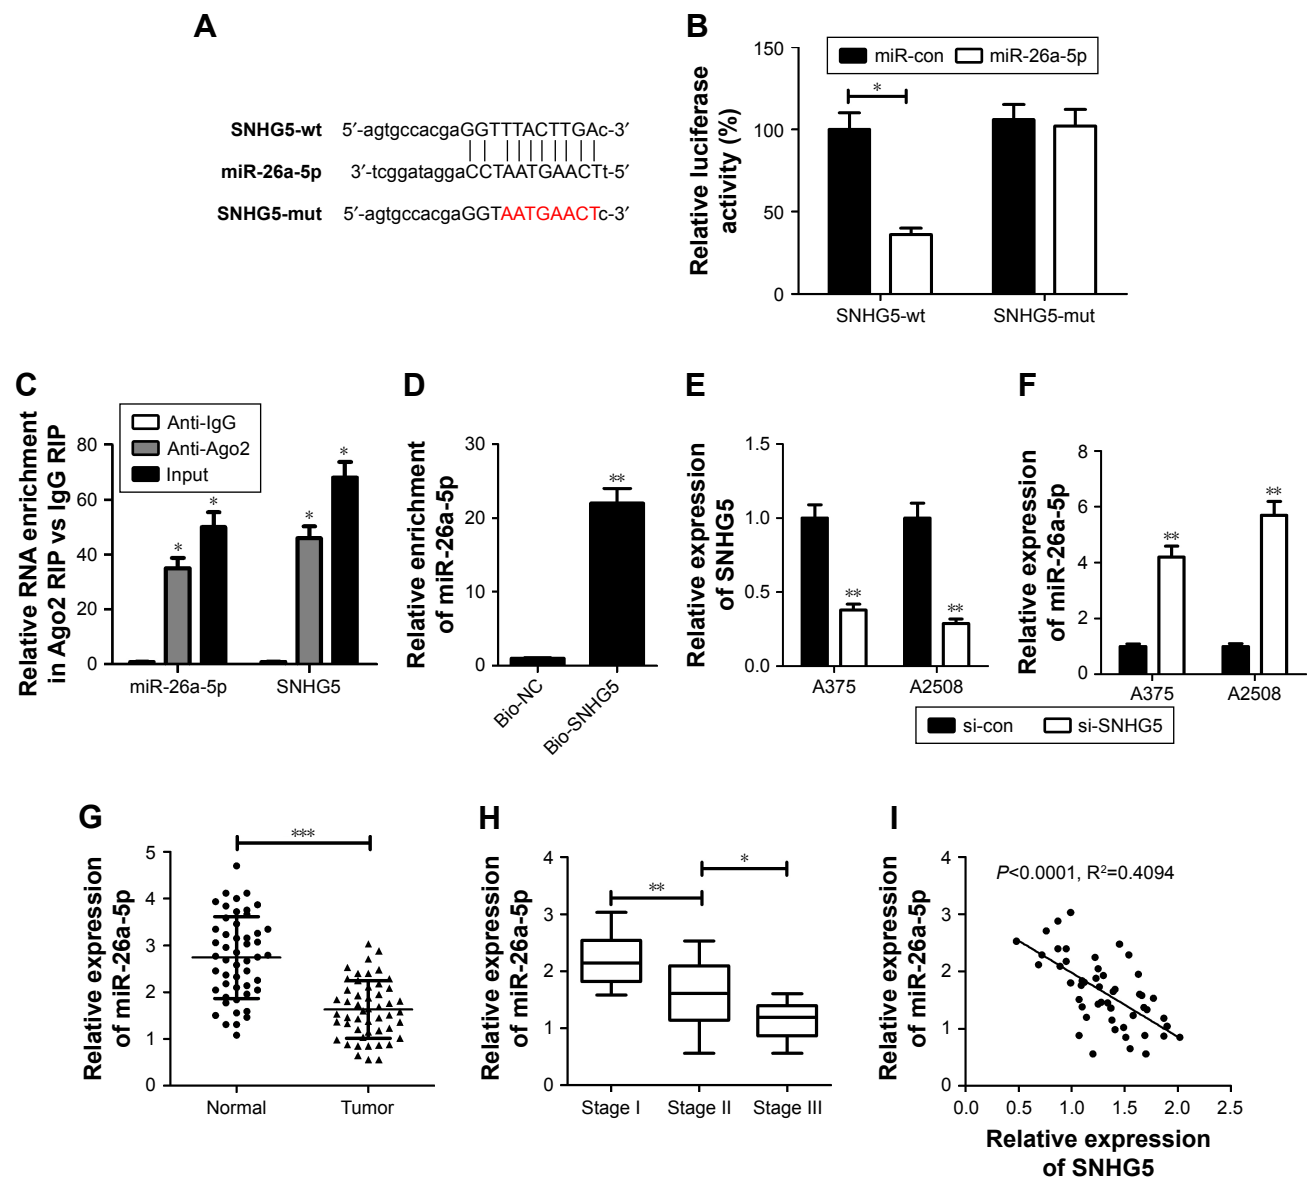 A
SNHG5-wt 5′-agtgccacgaGGTTTACTTGAc-3′
miR-26a-5p 3′-tcggataggaCCTAATGAACTt-5′
SNHG5-mut 5′-agtgccacgaGGTAATGAACTc-3′
B
Relative luciferase
activity (%)
150
100
50
0
miR-con miR-26a-5p
*
SNHG5-wt SNHG5-mut
C
Relative RNA enrichment
in Ago2 RIP vs IgG RIP
80
60
40
20
0
Anti-IgG
Anti-Ago2
Input
* * * *
miR-26a-5p SNHG5
D
Relative enrichment
of miR-26a-5p
30
20
10
0
**
Bio-NC
Bio-SNHG5
E
Relative expression
of SNHG5
1.5
1.0
0.5
0.0
** **
A375 A2508
F
Relative expression
of miR-26a-5p
8
6
4
2
0
** **
A375 A2508
si-con si-SNHG5
G
Relative expression
of miR-26a-5p
5
4
3
2
1
0
***
Normal Tumor
H
Relative expression
of miR-26a-5p
4
3
2
1
0
** *
Stage I Stage II Stage III
I
Relative expression
of miR-26a-5p
4
3
2
1
0
P<0.0001, R²=0.4094
0.0 0.5 1.0 1.5 2.0 2.5
Relative expression
of SNHG5